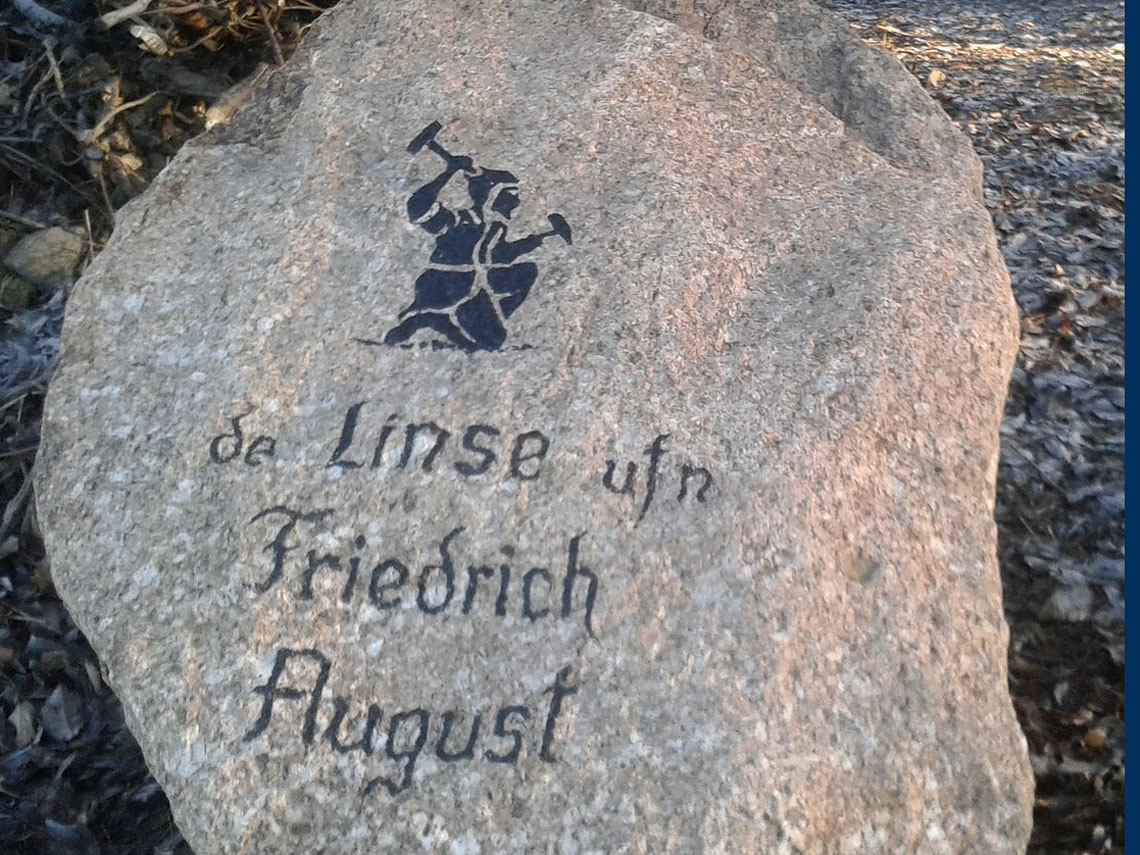 de Linse ufn
Friedrich
August